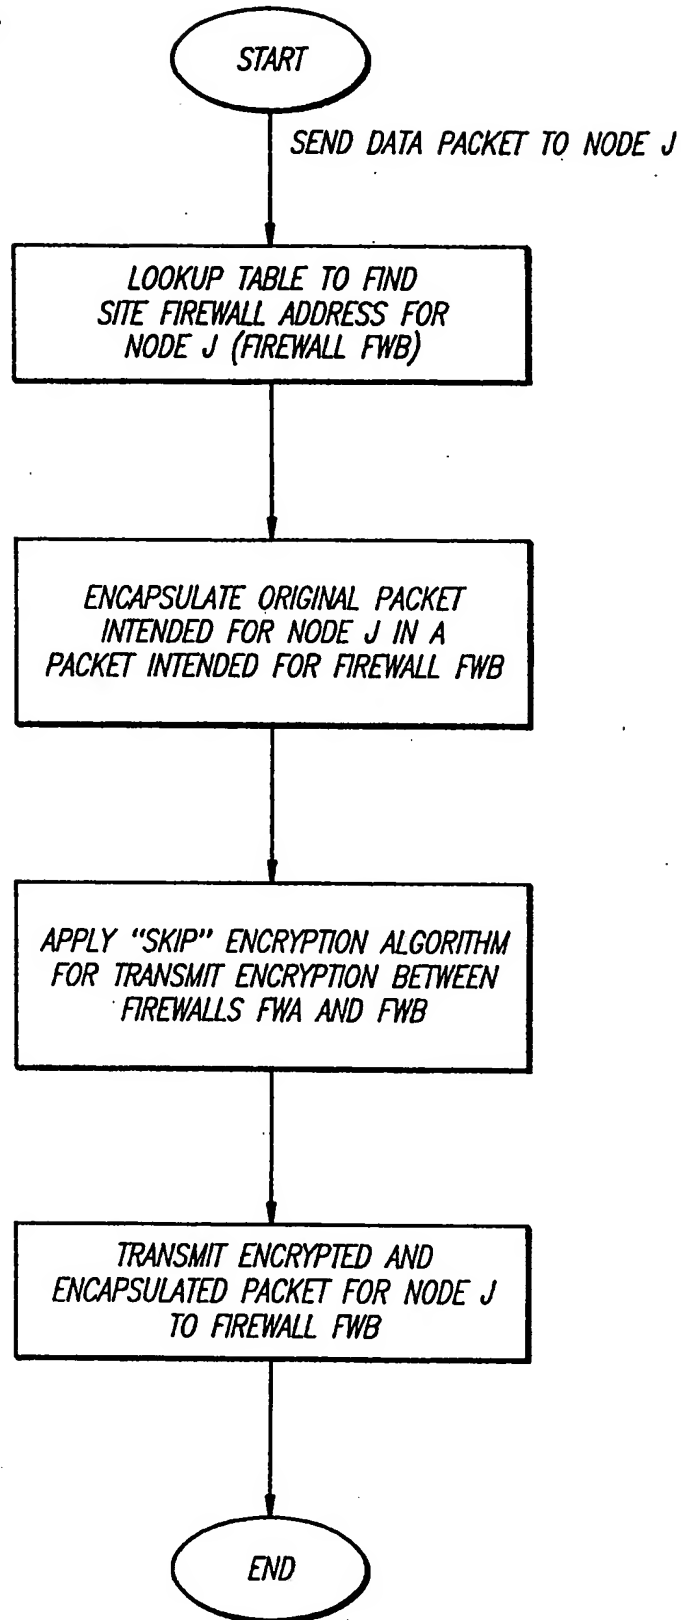 START
SEND DATA PACKET TO NODE J
LOOKUP TABLE TO FIND
SITE FIREWALL ADDRESS FOR
NODE J (FIREWALL FWB)
ENCAPSULATE ORIGINAL PACKET
INTENDED FOR NODE J IN A
PACKET INTENDED FOR FIREWALL FWB
APPLY "SKIP" ENCRYPTION ALGORITHM
FOR TRANSMIT ENCRYPTION BETWEEN
FIREWALLS FWA AND FWB
TRANSMIT ENCRYPTED AND
ENCAPSULATED PACKET FOR NODE J
TO FIREWALL FWB
END